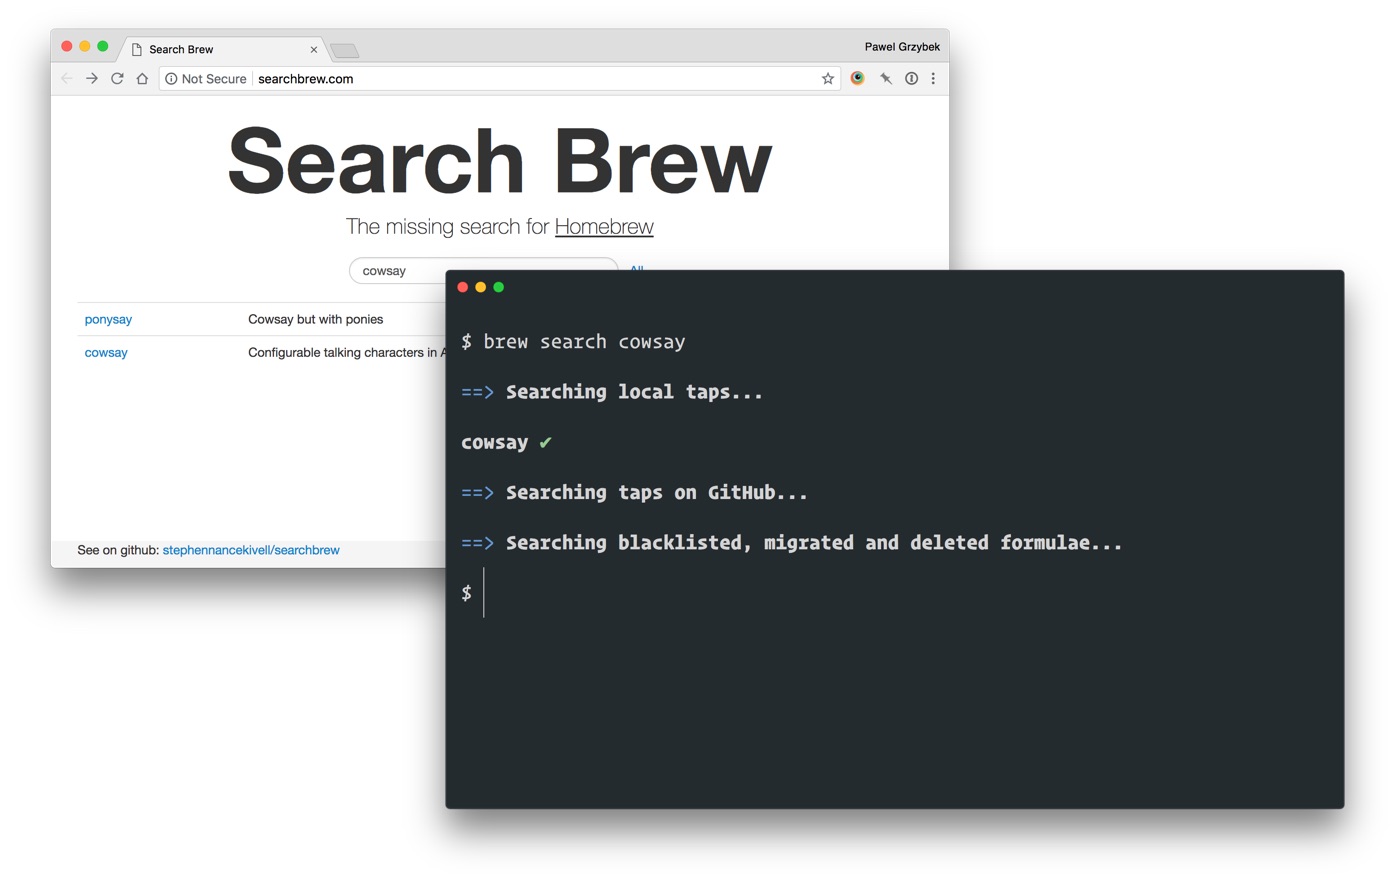 Search Brew
Pawel Grzybek
Not Secure searchbrew.com
Search Brew
The missing search for Homebrew
cowsay All
ponysay Cowsay but with ponies
cowsay Configurable talking characters in
See on github: stephennancekivell/searchbrew
$ brew search cowsay
==> Searching local taps...
cowsay ✔
==> Searching taps on GitHub...
==> Searching blacklisted, migrated and deleted formulae...
$